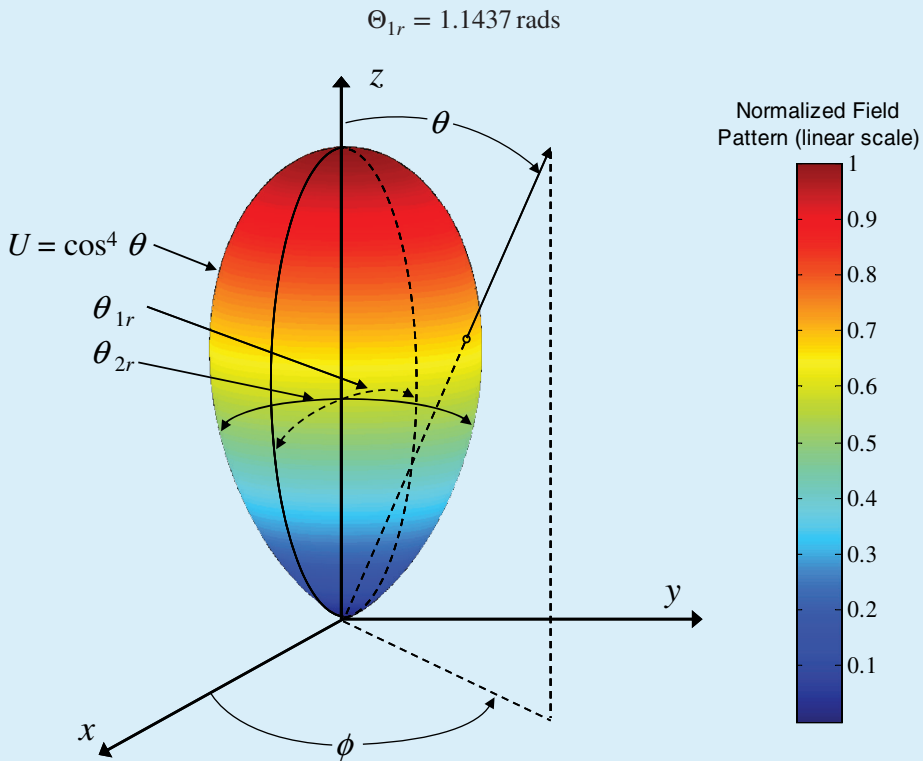 Θ₁ᵣ = 1.1437 rads
z
θ
Normalized Field
Pattern (linear scale)
1
0.9
0.8
0.7
0.6
0.5
0.4
0.3
0.2
0.1
U = cos⁴ θ
θ₁ᵣ
θ₂ᵣ
y
x
ϕ